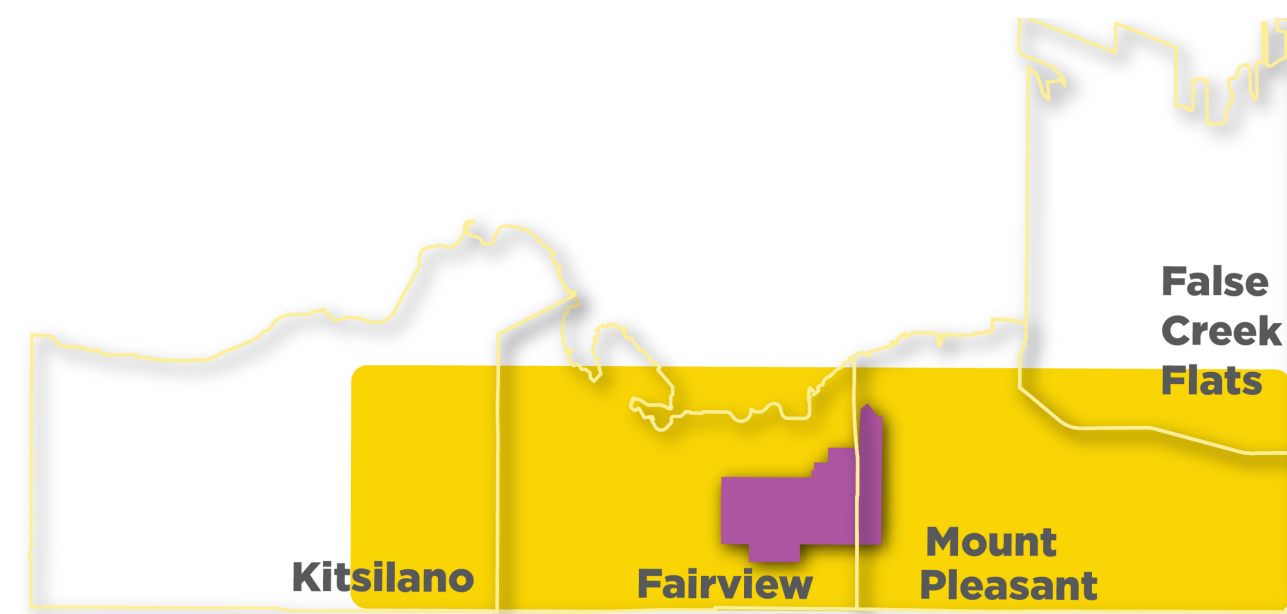 False
Creek
Flats
Kitsilano
Fairview
Mount
Pleasant